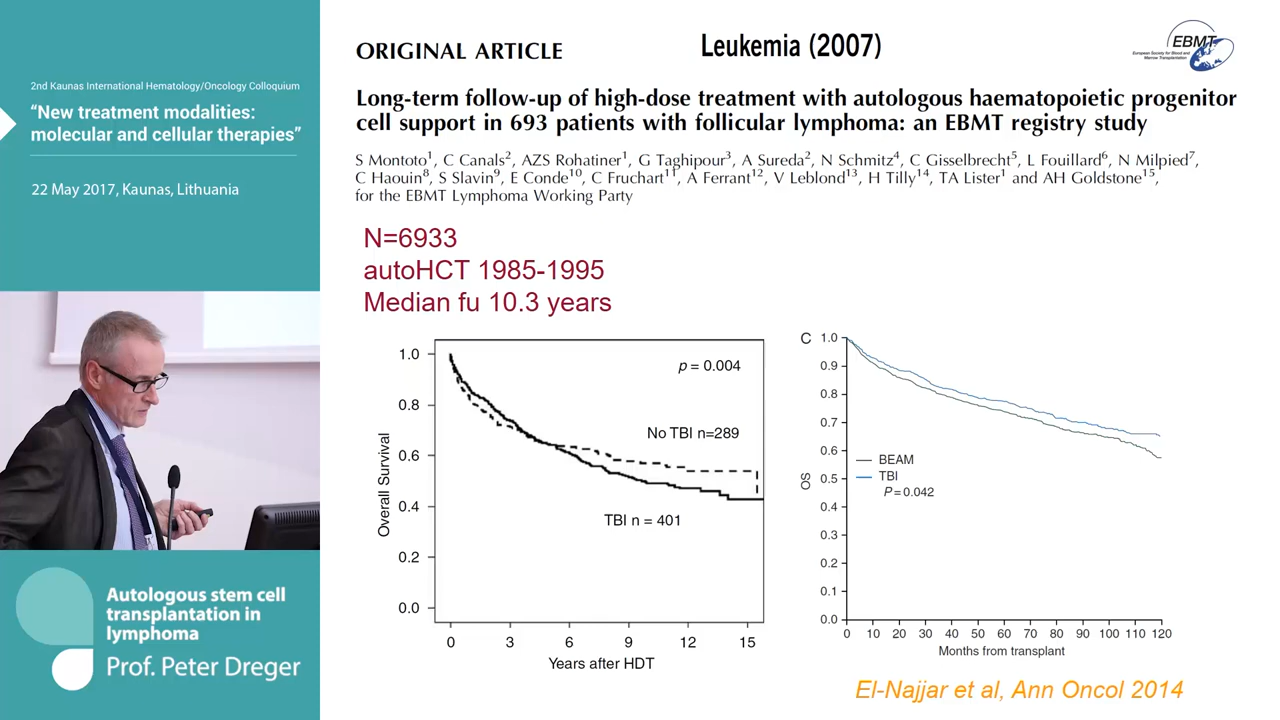 2nd Kaunas International Hematology/Oncology Colloquium
“New treatment modalities:
molecular and cellular therapies”
22 May 2017, Kaunas, Lithuania
Autologous stem cell
transplantation in
lymphoma
Prof. Peter Dreger
ORIGINAL ARTICLE
Leukemia (2007)
EBMT
European Society for Blood and
Marrow Transplantation
Long-term follow-up of high-dose treatment with autologous haematopoietic progenitor
cell support in 693 patients with follicular lymphoma: an EBMT registry study
S Montoto1, C Canals2, AZS Rohatiner1, G Taghipour3, A Sureda2, N Schmitz4, C Gisselbrecht5, L Fouillard6, N Milpied7,
C Haouin8, S Slavin9, E Conde10, C Fruchart11, A Ferrant12, V Leblond13, H Tilly14, TA Lister1 and AH Goldstone15,
for the EBMT Lymphoma Working Party
N=6933
autoHCT 1985-1995
Median fu 10.3 years
1.0
0.8
0.6
0.4
0.2
0.0
Overall Survival
p = 0.004
No TBI n=289
TBI n = 401
0 3 6 9 12 15
Years after HDT
C
1.0
0.9
0.8
0.7
0.6
0.5
0.4
0.3
0.2
0.1
0.0
OS
BEAM
TBI
P = 0.042
0 10 20 30 40 50 60 70 80 90 100 110 120
Months from transplant
El-Najjar et al, Ann Oncol 2014